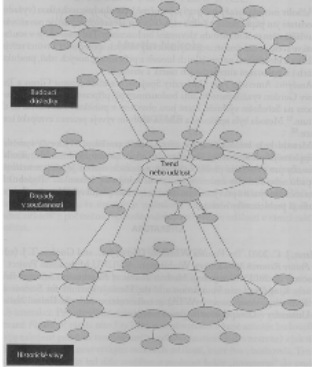 Budoucí
důsledky
Trend
nebo událost
Dopady
v současnosti
Historické vlivy